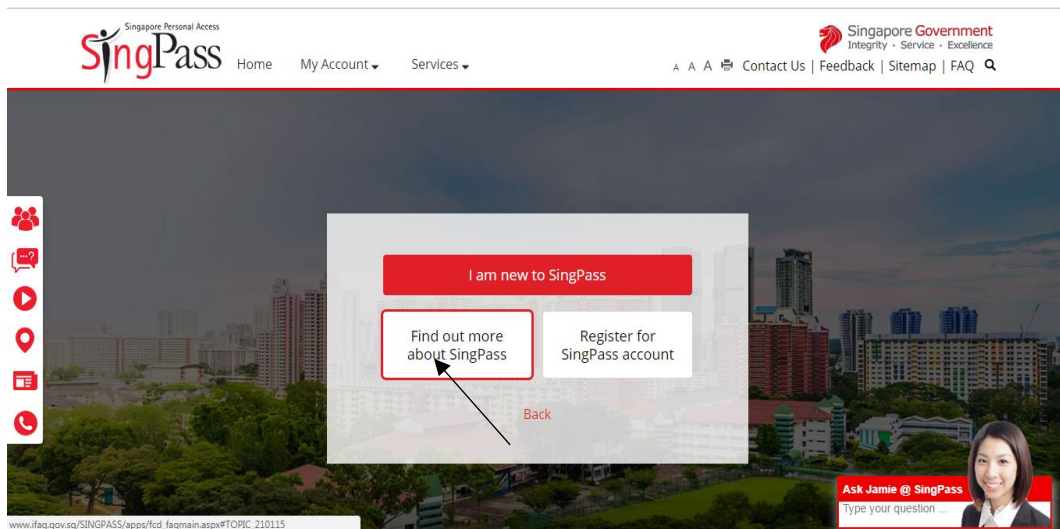 Singapore Personal Access
SingPass
Home My Account Services
Singapore Government
Integrity · Service · Excellence
A A A Contact Us | Feedback | Sitemap | FAQ
...?
I am new to SingPass
Find out more
about SingPass
Register for
SingPass account
Back
Ask Jamie @ SingPass
Type your question ...
www.ifaq.gov.sg/SINGPASS/apps/fcd_faqmain.aspx#TOPIC_210115